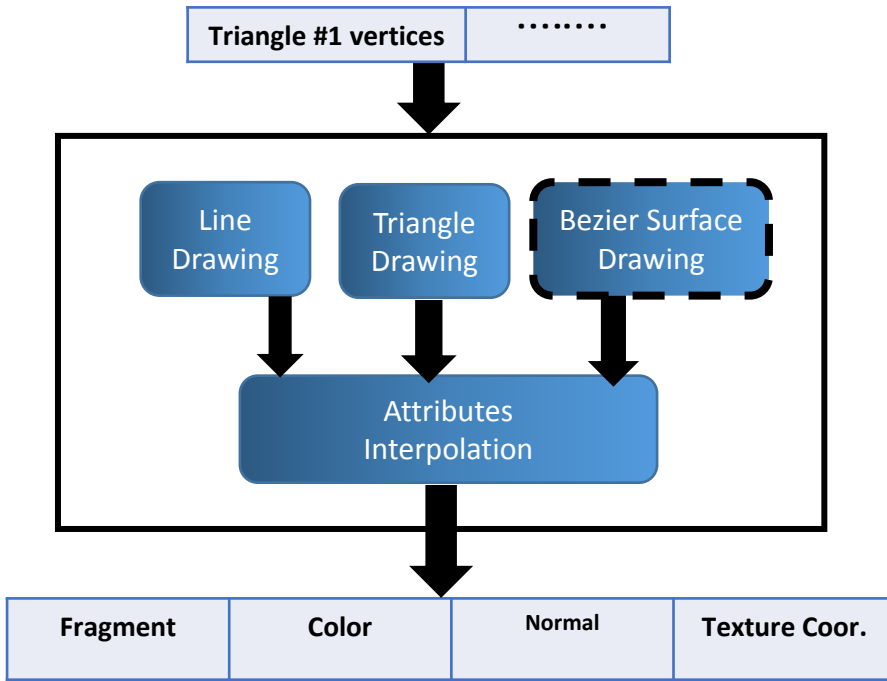 Triangle #1 vertices ........
Line Triangle Bezier Surface
Drawing Drawing Drawing
Attributes
Interpolation
Fragment Color Normal Texture Coor.